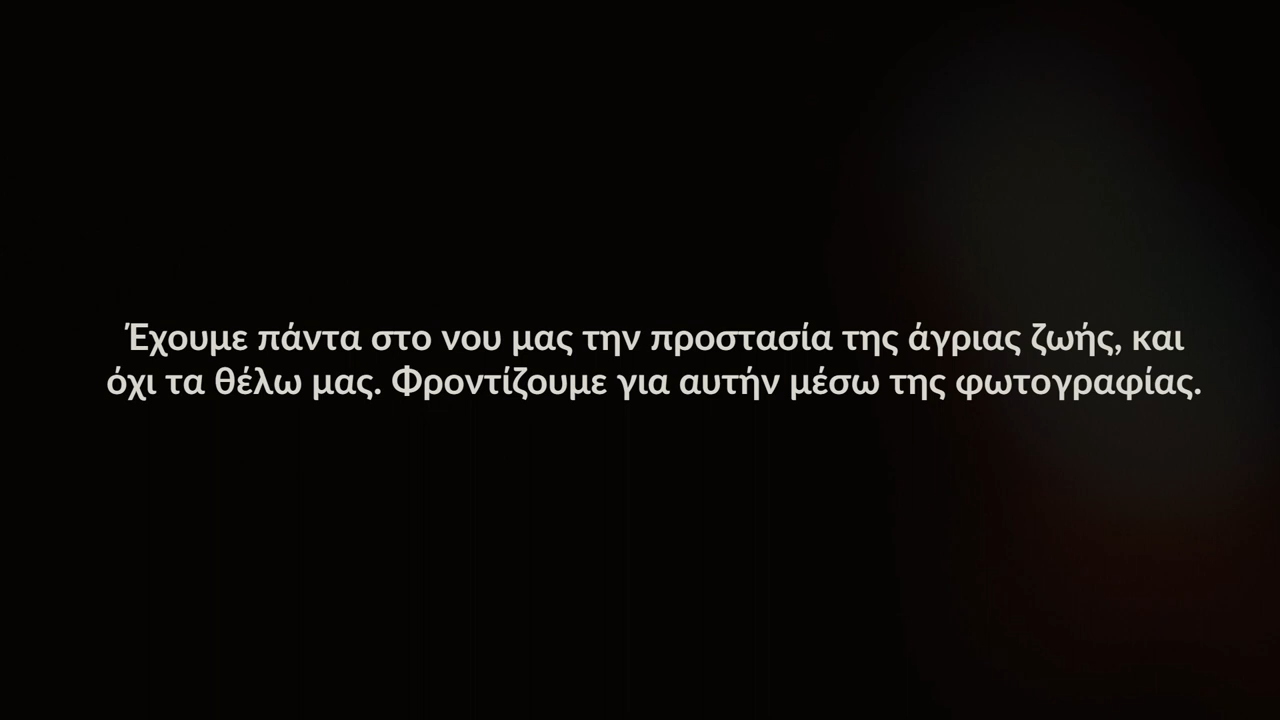 Έχουμε πάντα στο νου μας την προστασία της άγριας ζωής, και
όχι τα θέλω μας. Φροντίζουμε για αυτήν μέσω της φωτογραφίας.